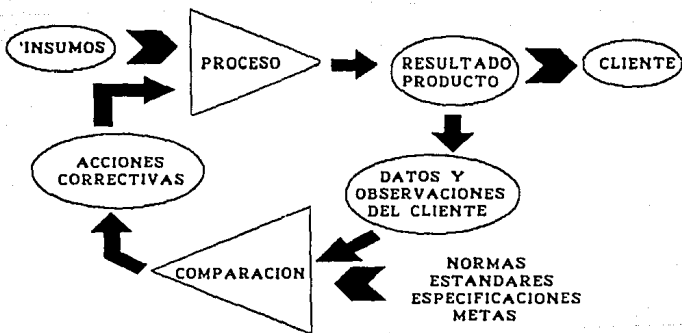 'INSUMOS
PROCESO
RESULTADO
PRODUCTO
CLIENTE
ACCIONES
CORRECTIVAS
DATOS Y
OBSERVACIONES
DEL CLIENTE
COMPARACION
NORMAS
ESTANDARES
ESPECIFICACIONES
METAS